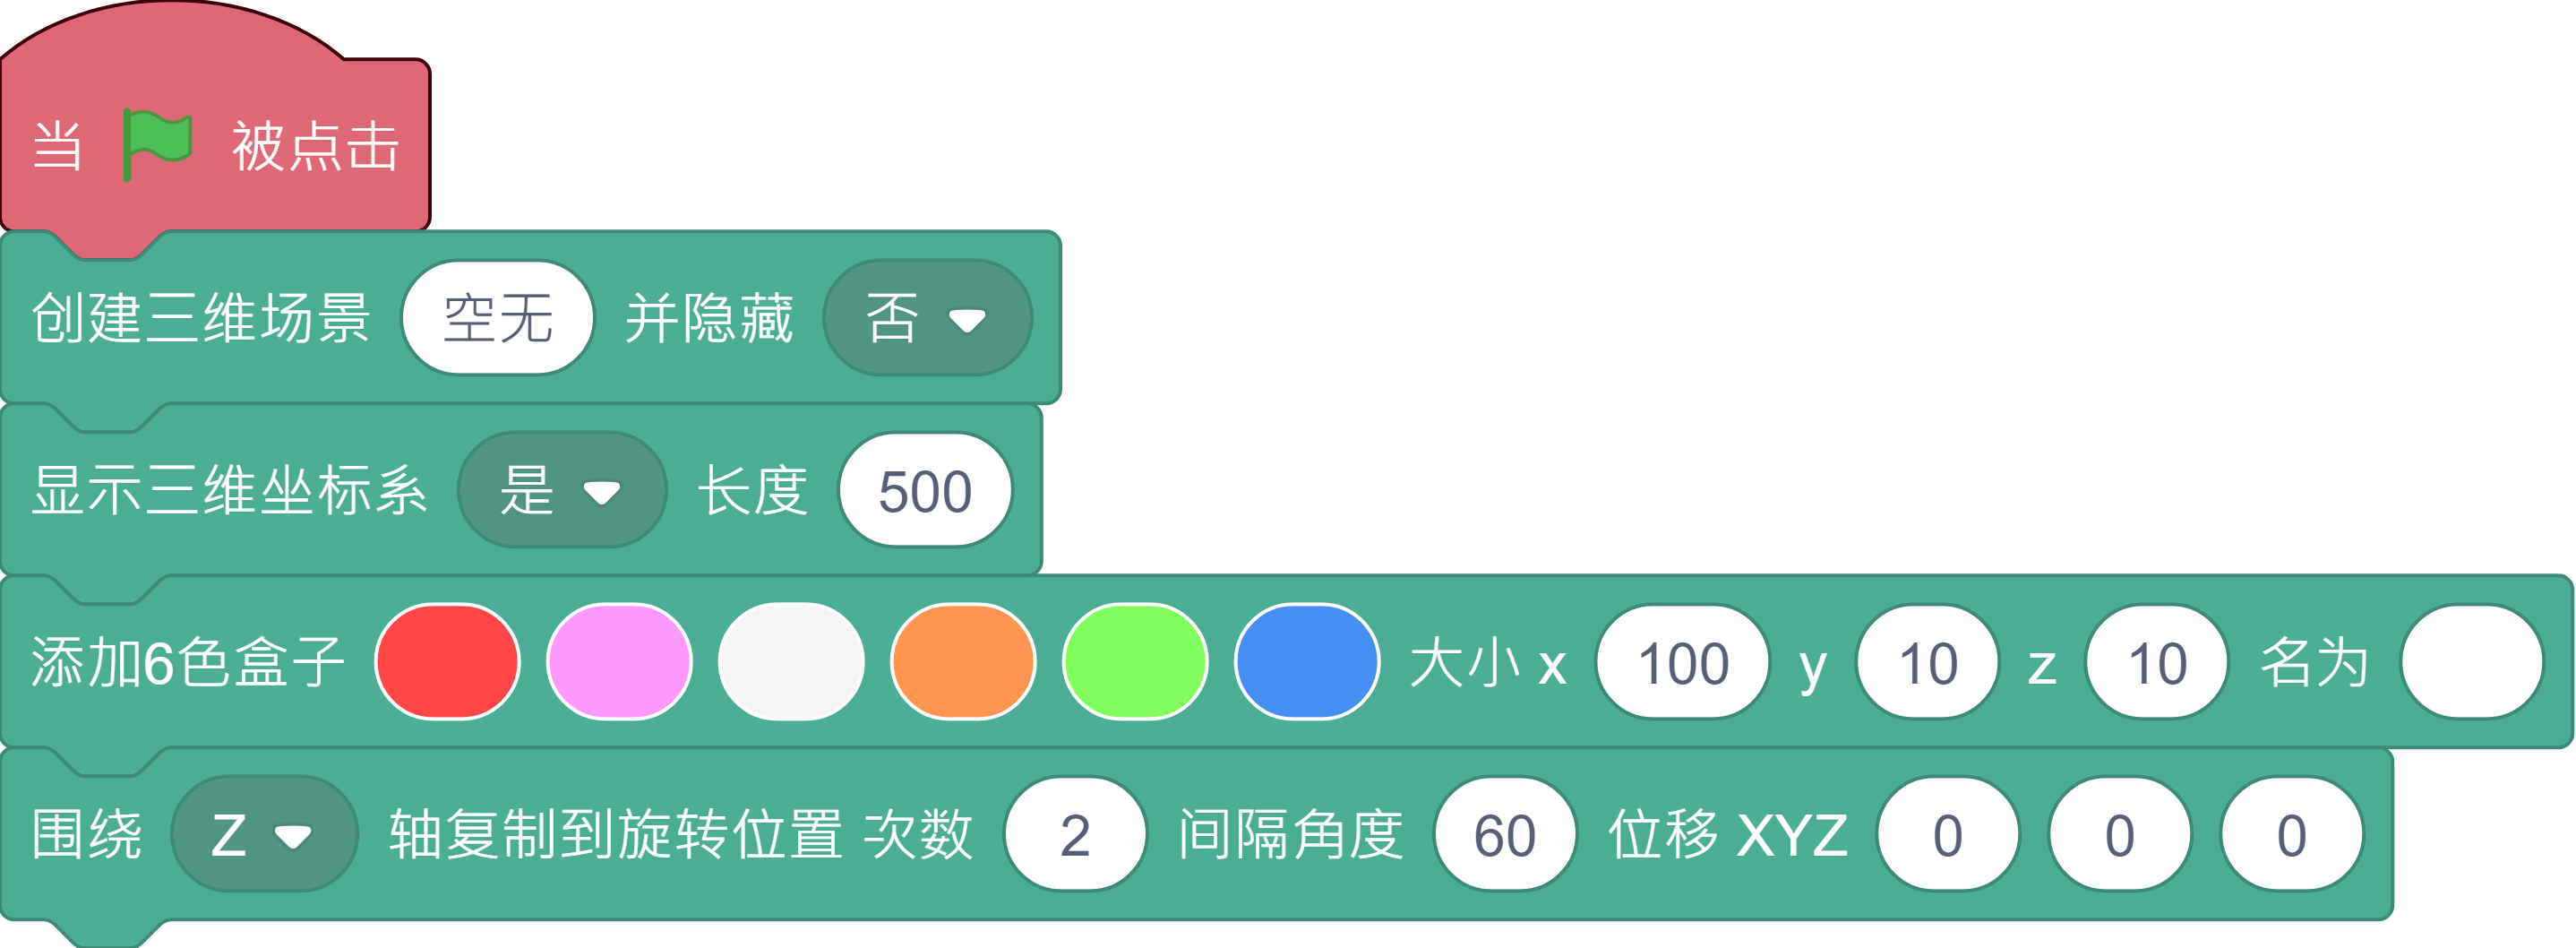 当 被点击
创建三维场景 空无 并隐藏 否
显示三维坐标系 是 长度 500
添加6色盒子 大小 x 100 y 10 z 10 名为
围绕 Z 轴复制到旋转位置 次数 2 间隔角度 60 位移 XYZ 0 0 0